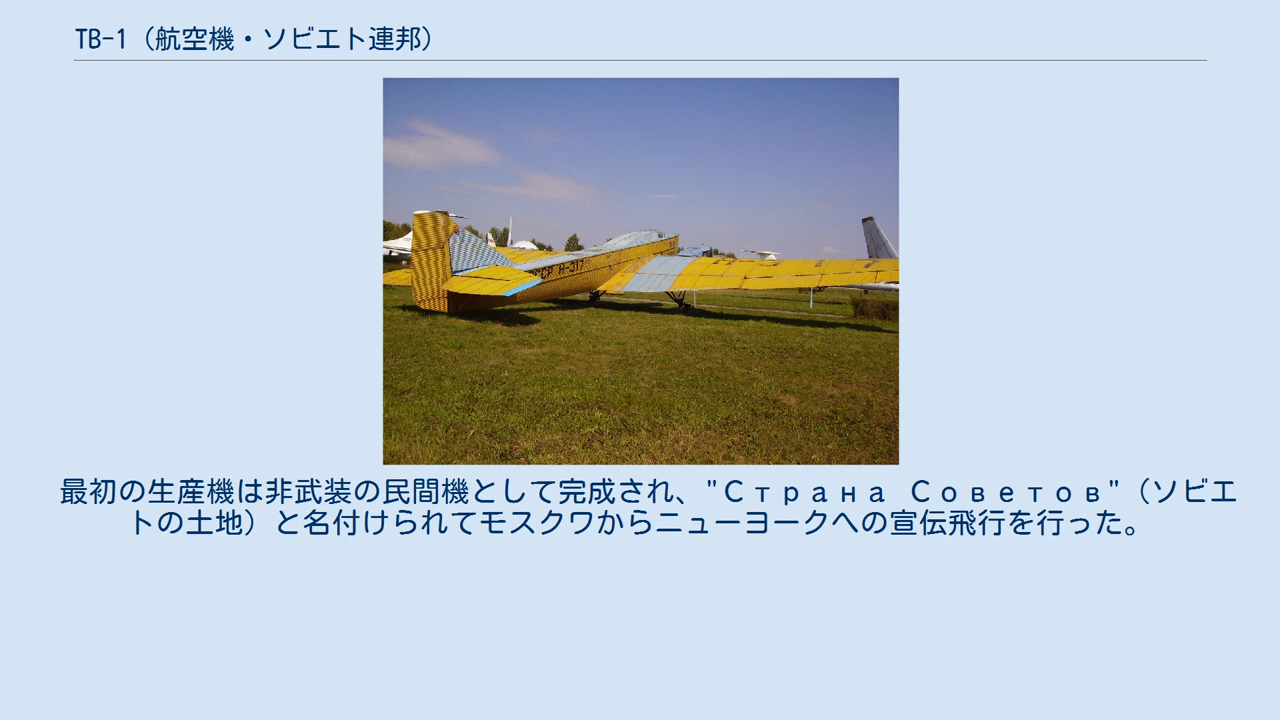 TB-1（航空機・ソビエト連邦）
СР Н-317
最初の生産機は非武装の民間機として完成され、"Страна Советов"（ソビエ
トの土地）と名付けられてモスクワからニューヨークへの宣伝飛行を行った。